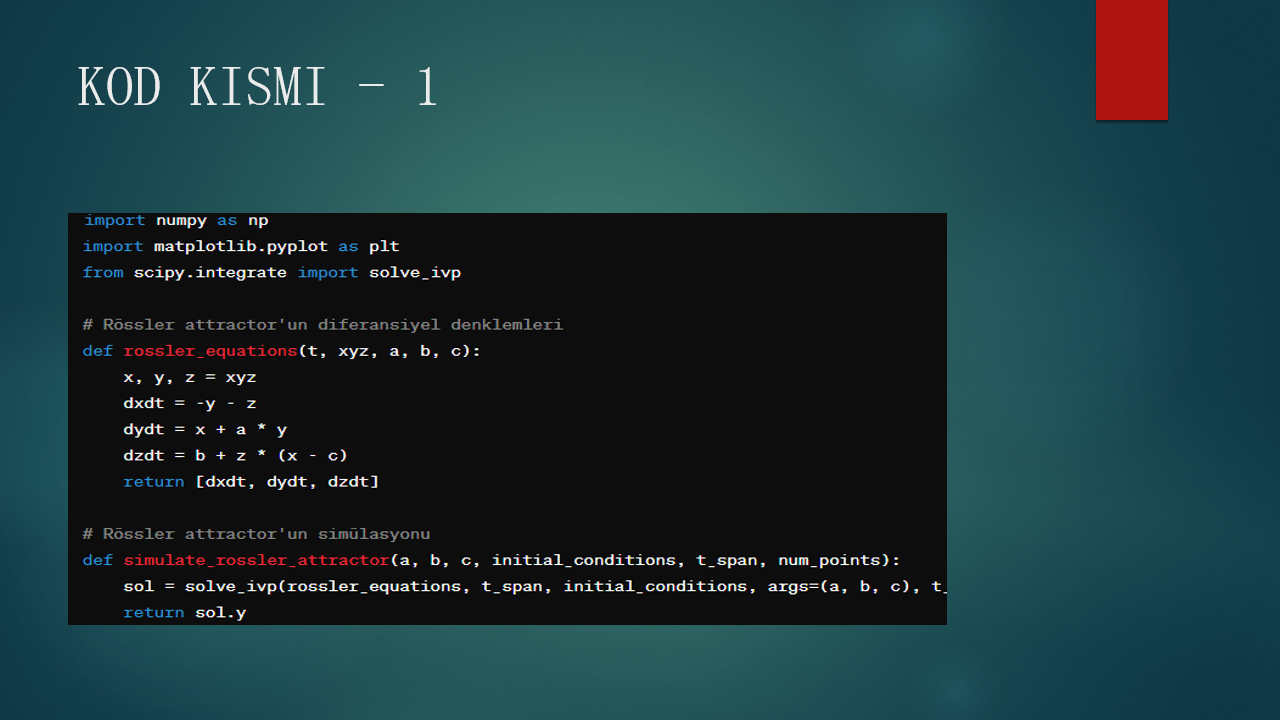 KOD KISMI - 1
import numpy as np
import matplotlib.pyplot as plt
from scipy.integrate import solve_ivp
# Rössler attractor'un diferansiyel denklemleri
def rossler_equations(t, xyz, a, b, c):
x, y, z = xyz
dxdt = -y - z
dydt = x + a * y
dzdt = b + z * (x - c)
return [dxdt, dydt, dzdt]
# Rössler attractor'un simülasyonu
def simulate_rossler_attractor(a, b, c, initial_conditions, t_span, num_points):
sol = solve_ivp(rossler_equations, t_span, initial_conditions, args=(a, b, c), t_
return sol.y